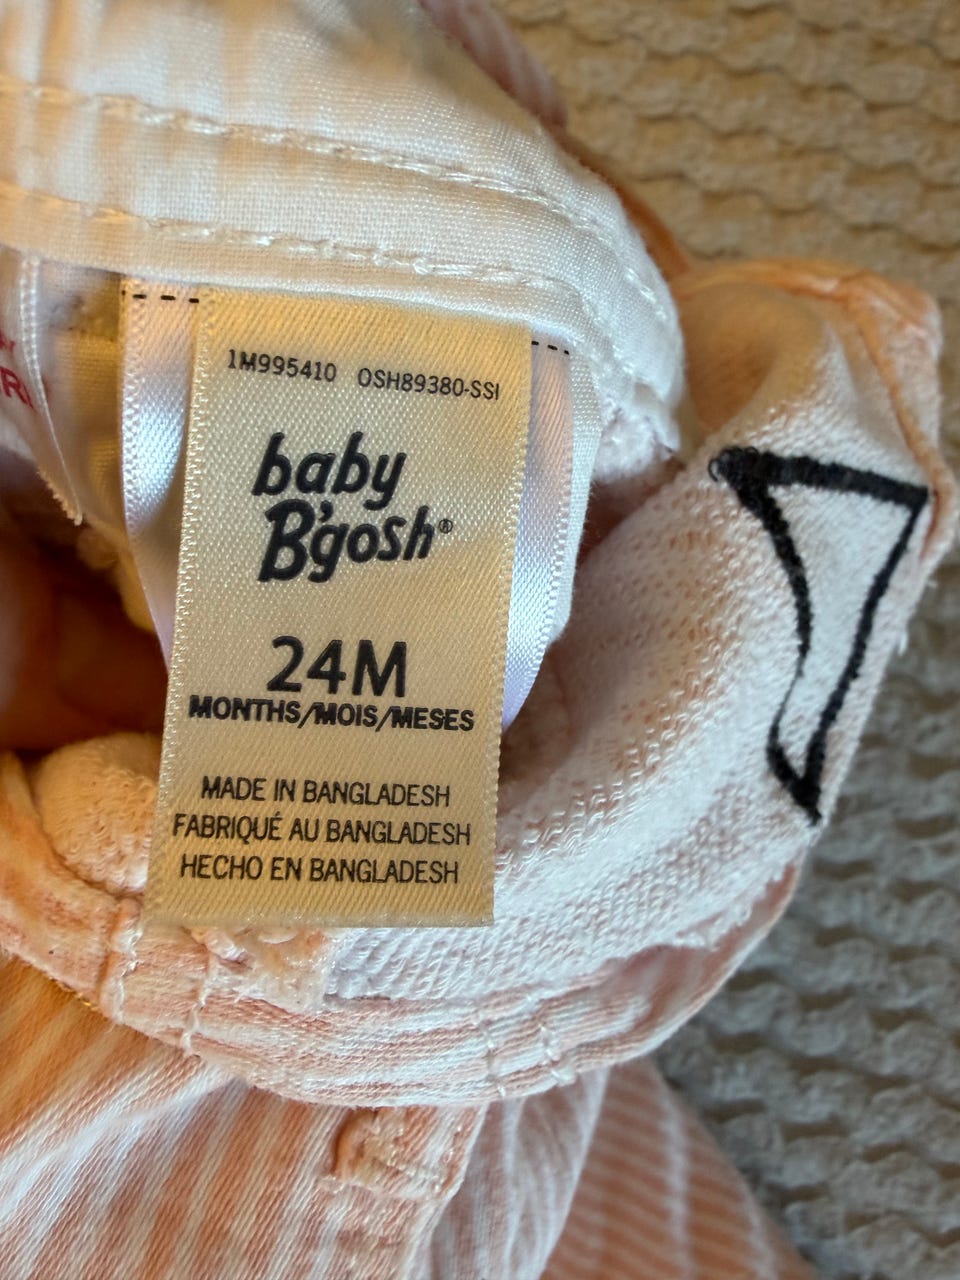 1M995410 OSH89380-SSI
baby
B'gosh®
24M
MONTHS/MOIS/MESES
MADE IN BANGLADESH
FABRIQUÉ AU BANGLADESH
HECHO EN BANGLADESH